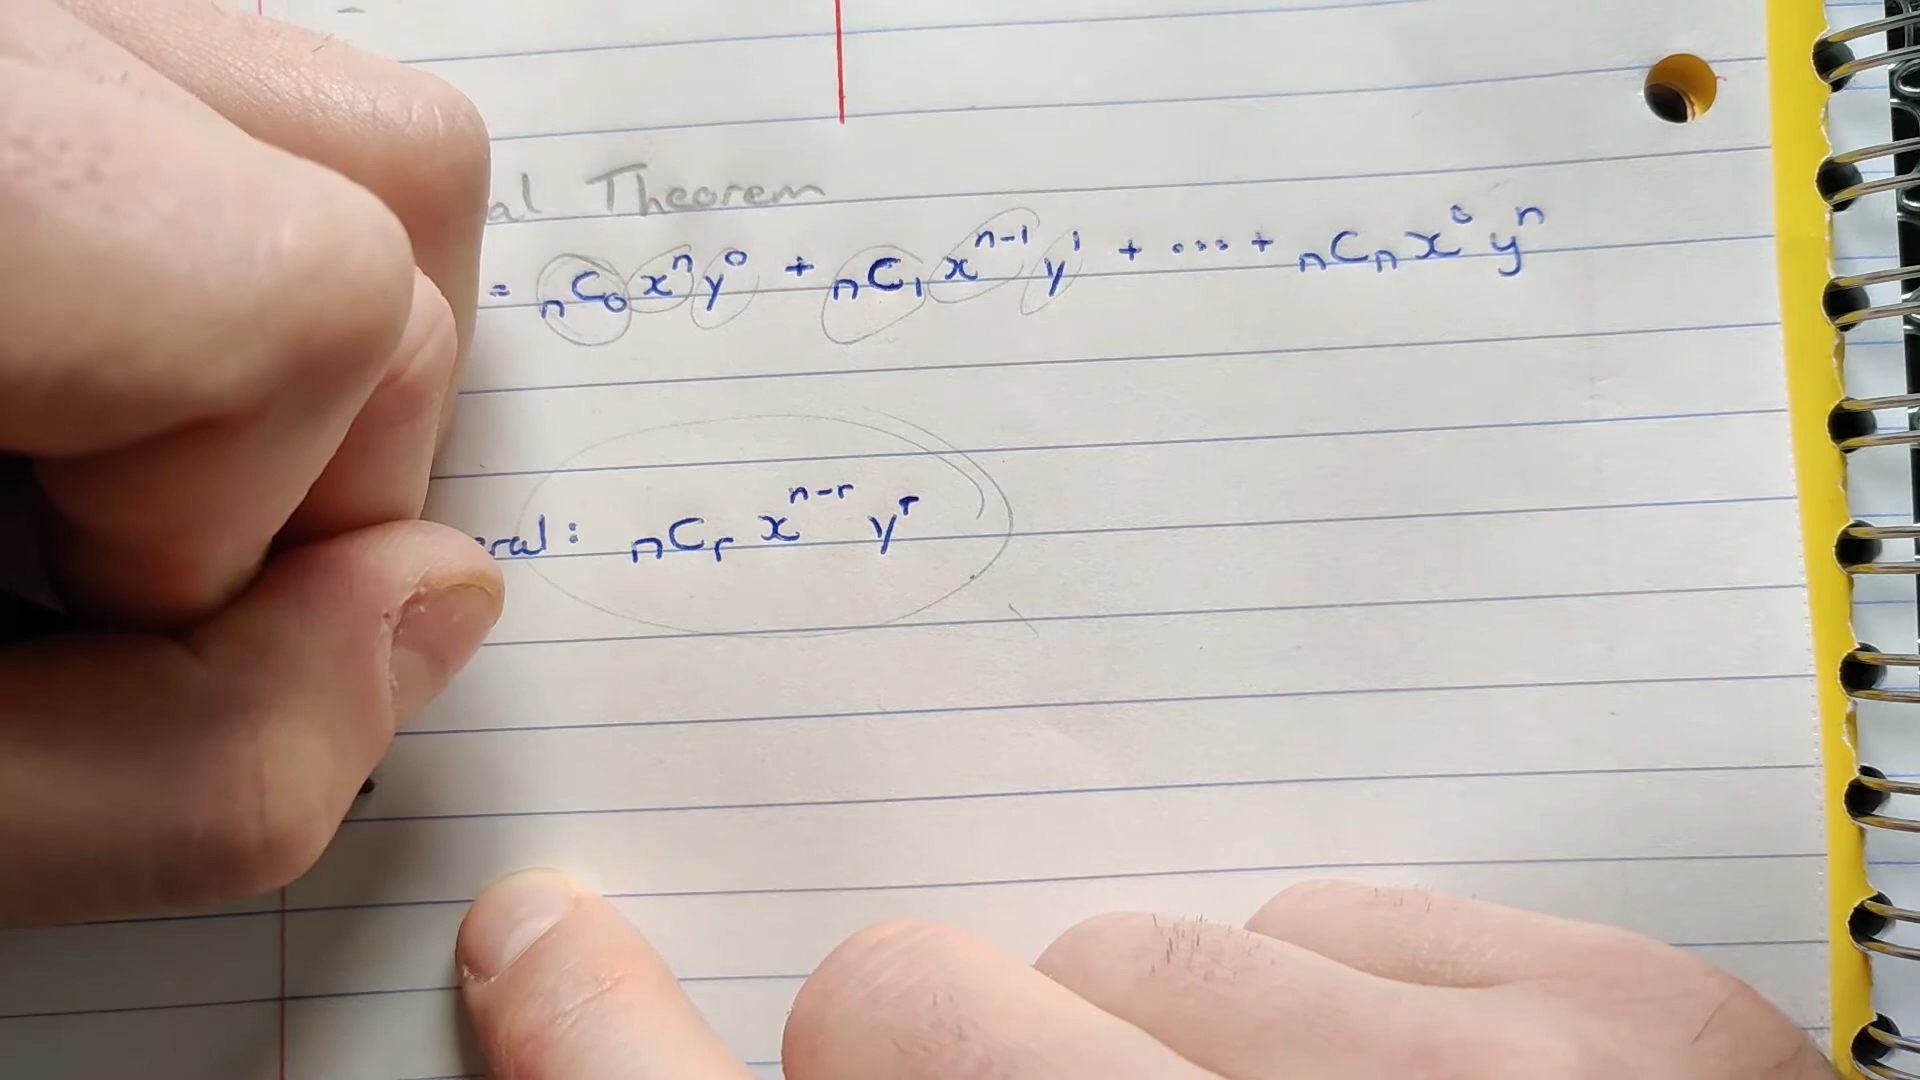 al Theorem
= ₙC₀ xⁿ y⁰ + ₙC₁ xⁿ⁻¹ y¹ + .... + ₙCₙ x⁰ yⁿ
eral : ₙCᵣ xⁿ⁻ʳ yʳ